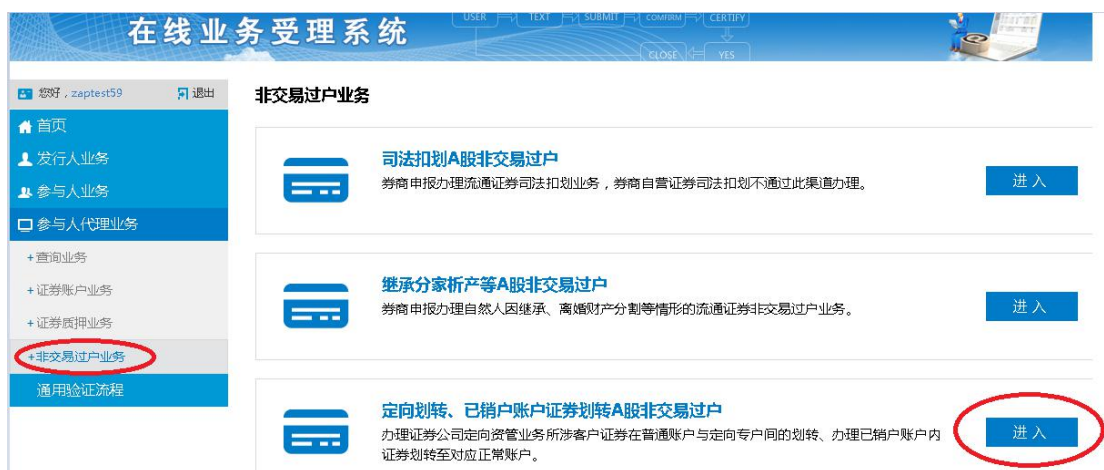 在线业务受理系统
USER TEXT SUBMIT COMFIRM CERTIFY
CLOSE YES
您好，zaptest59 退出
首页
发行人业务
参与人业务
参与人代理业务
+查询业务
+证券账户业务
+证券质押业务
+非交易过户业务
通用验证流程
非交易过户业务
司法扣划A股非交易过户
券商申报办理流通证券司法扣划业务，券商自营证券司法扣划不通过此渠道办理。
进入
继承分家析产等A股非交易过户
券商申报办理自然人因继承、离婚财产分割等情形的流通证券非交易过户业务。
进入
定向划转、已销户账户证券划转A股非交易过户
办理证券公司定向资管业务所涉客户证券在普通账户与定向专户间的划转、办理已销户账户内
证券划转至对应正常账户。
进入